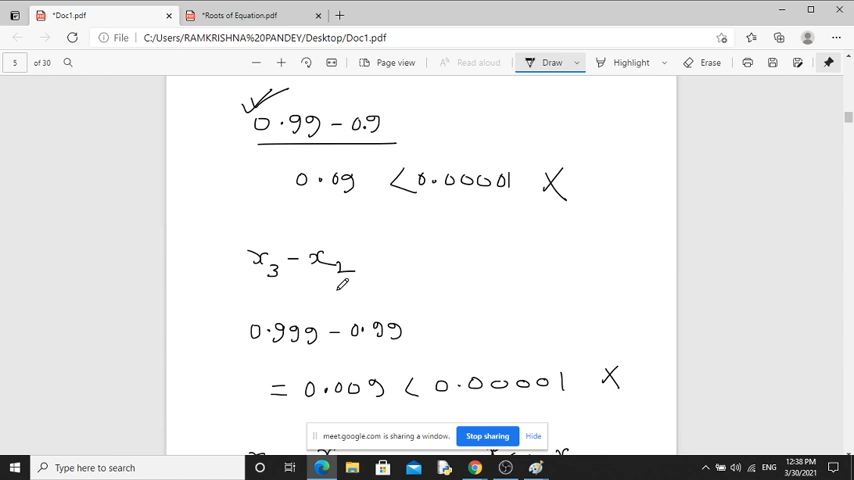 *Doc1.pdf
*Roots of Equation.pdf
File C:/Users/RAMKRISHNA%20PANDEY/Desktop/Doc1.pdf
5 of 30
Page view
Read aloud
Draw
Highlight
Erase
0.99 - 0.9
0.09 < 0.00001 X
x3 - x2
0.999 - 0.99
= 0.009 < 0.00001 X
meet.google.com is sharing a window.
Stop sharing
Hide
Type here to search
ENG
12:38 PM
3/30/2021